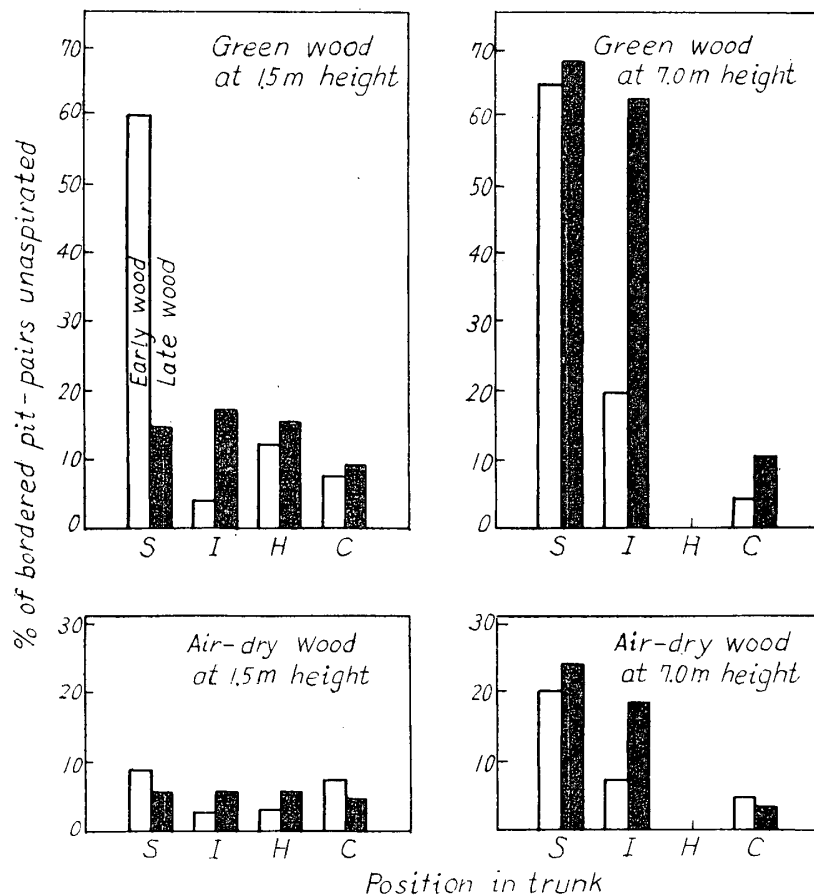 % of bordered pit-pairs unaspirated
Green wood
at 1.5m height
70
60
50
40
30
20
10
0
Early wood
Late wood
S I H C
Green wood
at 7.0m height
70
60
50
40
30
20
10
0
S I H C
Air-dry wood
at 1.5m height
30
20
10
0
S I H C
Air-dry wood
at 7.0m height
30
20
10
S I H C
Position in trunk